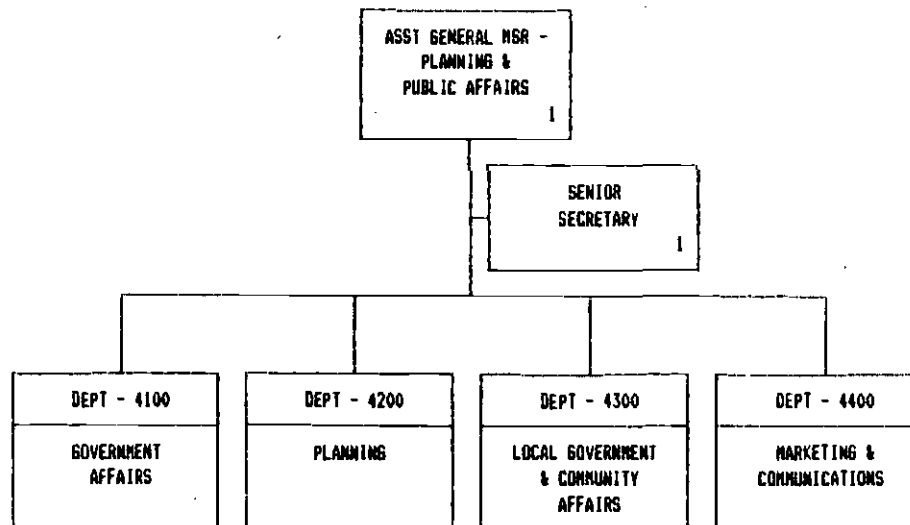 ASST GENERAL MGR -
PLANNING &
PUBLIC AFFAIRS
1
SENIOR
SECRETARY
1
DEPT - 4100
GOVERNMENT
AFFAIRS
DEPT - 4200
PLANNING
DEPT - 4300
LOCAL GOVERNMENT
& COMMUNITY
AFFAIRS
DEPT - 4400
MARKETING &
COMMUNICATIONS